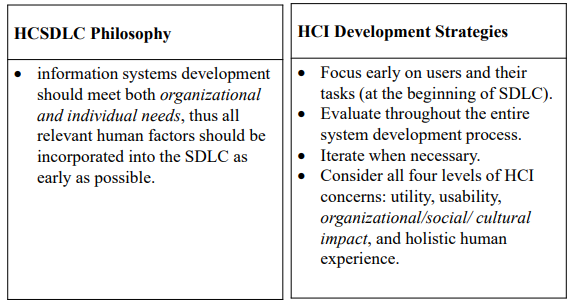 HCSDLC Philosophy
• information systems development
should meet both organizational
and individual needs, thus all
relevant human factors should be
incorporated into the SDLC as
early as possible.
HCI Development Strategies
• Focus early on users and their
tasks (at the beginning of SDLC).
• Evaluate throughout the entire
system development process.
• Iterate when necessary.
• Consider all four levels of HCI
concerns: utility, usability,
organizational/social/ cultural
impact, and holistic human
experience.